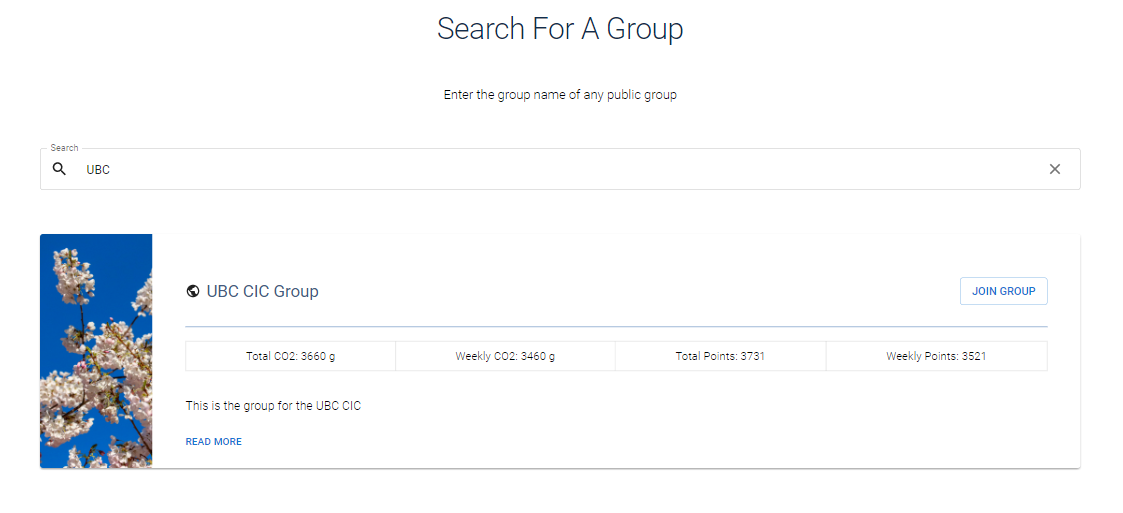 Search For A Group
Enter the group name of any public group
Search
UBC
UBC CIC Group
JOIN GROUP
Total CO2: 3660 g
Weekly CO2: 3460 g
Total Points: 3731
Weekly Points: 3521
This is the group for the UBC CIC
READ MORE